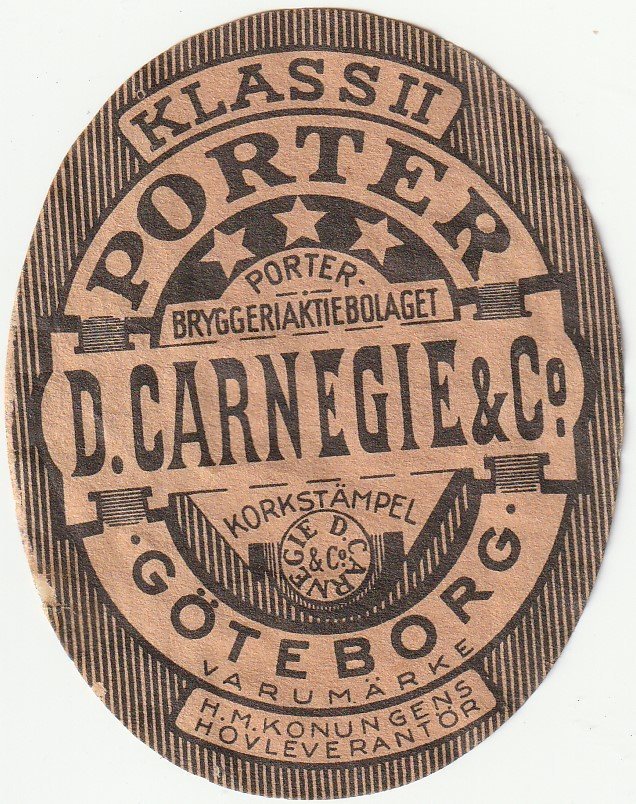 KLASS II
PORTER
PORTER-
BRYGGERIAKTIEBOLAGET
D. CARNEGIE & Co.
KORKSTÄMPEL
D. CARNEGIE
& Co.
· GÖTEBORG ·
VARUMÄRKE
H.M. KONUNGENS
HOVLEVERANTÖR